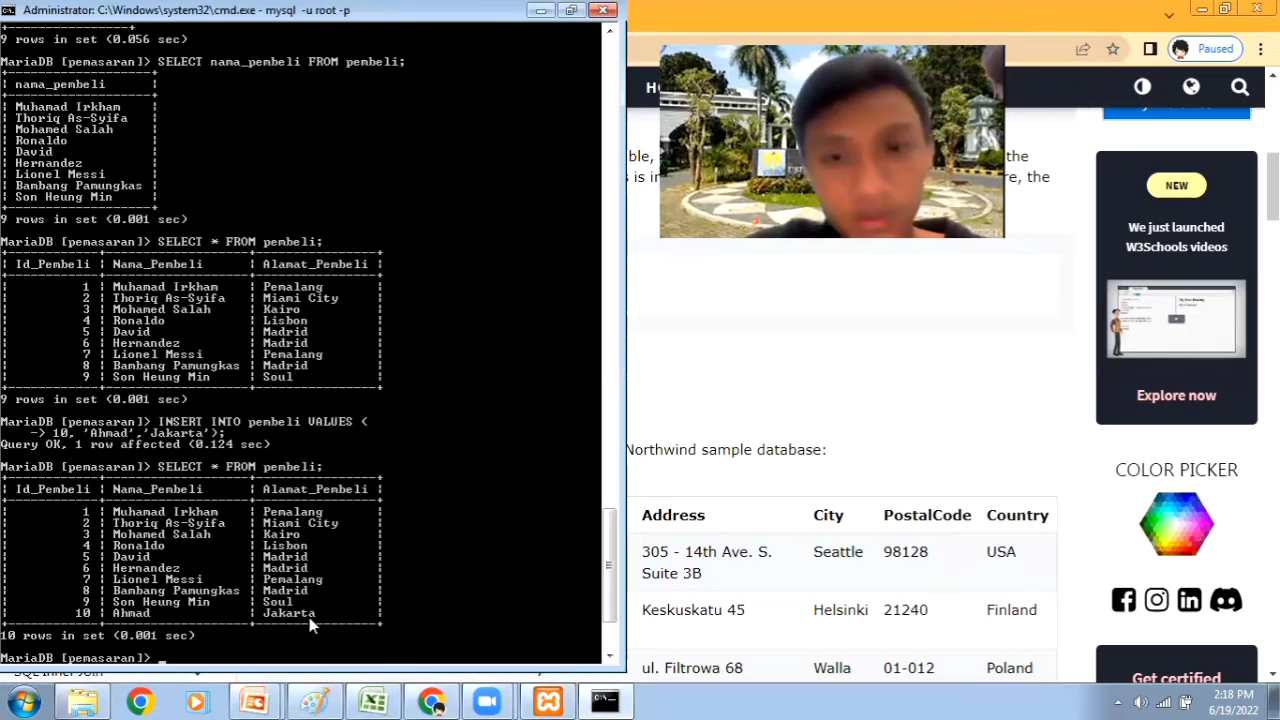 Administrator: C:\Windows\system32\cmd.exe - mysql -u root -p
+----------------+
9 rows in set (0.056 sec)
MariaDB [pemasaran]> SELECT nama_pembeli FROM pembeli;
| nama_pembeli |
| Muhamad Irkham |
| Thoriq As-Syifa |
| Mohamed Salah |
| Ronaldo |
| David |
| Hernandez |
| Lionel Messi |
| Bambang Pamungkas |
| Son Heung Min |
9 rows in set (0.001 sec)
MariaDB [pemasaran]> SELECT * FROM pembeli;
| Id_Pembeli | Nama_Pembeli | Alamat_Pembeli |
| 1 | Muhamad Irkham | Pemalang |
| 2 | Thoriq As-Syifa | Miami City |
| 3 | Mohamed Salah | Kairo |
| 4 | Ronaldo | Lisbon |
| 5 | David | Madrid |
| 6 | Hernandez | Madrid |
| 7 | Lionel Messi | Pemalang |
| 8 | Bambang Pamungkas | Madrid |
| 9 | Son Heung Min | Soul |
9 rows in set (0.001 sec)
MariaDB [pemasaran]> INSERT INTO pembeli VALUES (
-> 10, 'Ahmad','Jakarta');
Query OK, 1 row affected (0.124 sec)
MariaDB [pemasaran]> SELECT * FROM pembeli;
| Id_Pembeli | Nama_Pembeli | Alamat_Pembeli |
| 1 | Muhamad Irkham | Pemalang |
| 2 | Thoriq As-Syifa | Miami City |
| 3 | Mohamed Salah | Kairo |
| 4 | Ronaldo | Lisbon |
| 5 | David | Madrid |
| 6 | Hernandez | Madrid |
| 7 | Lionel Messi | Pemalang |
| 8 | Bambang Pamungkas | Madrid |
| 9 | Son Heung Min | Soul |
| 10 | Ahmad | Jakarta |
10 rows in set (0.001 sec)
MariaDB [pemasaran]> _
Paused
the
re, the
Northwind sample database:
Address City PostalCode Country
305 - 14th Ave. S. Suite 3B Seattle 98128 USA
Keskuskatu 45 Helsinki 21240 Finland
ul. Filtrowa 68 Walla 01-012 Poland
NEW
We just launched
W3Schools videos
Explore now
COLOR PICKER
Get certified
2:18 PM
6/19/2022